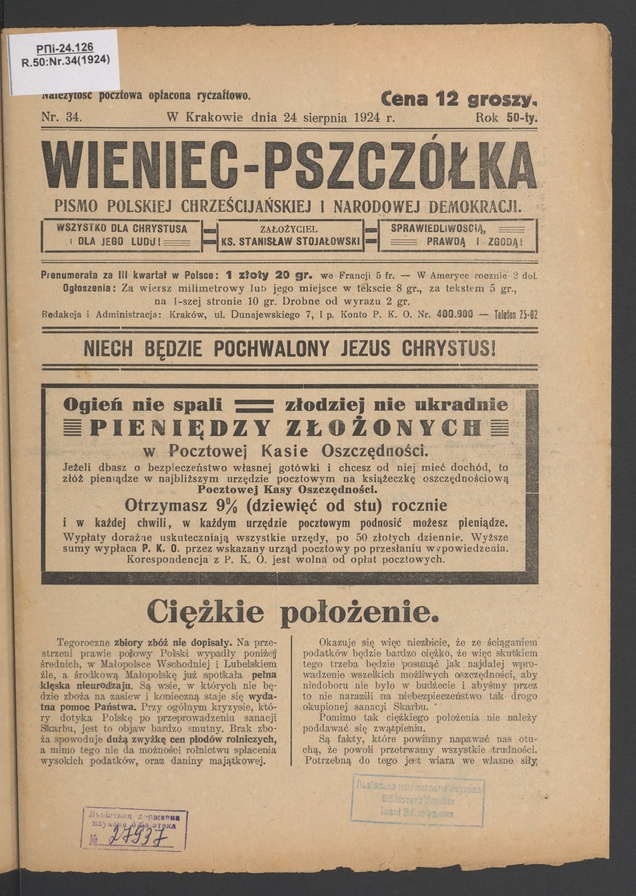 РПі-24.126
R.50:Nr.34(1924)
Należytość pocztowa opłacona ryczałtowo.
Cena 12 groszy.
Nr. 34.
W Krakowie dnia 24 sierpnia 1924 r.
Rok 50-ty.
WIENIEC-PSZCZÓŁKA
PISMO POLSKIEJ CHRZEŚCIJAŃSKIEJ I NARODOWEJ DEMOKRACJI.
WSZYSTKO DLA CHRYSTUSA
I DLA JEGO LUDU!
ZAŁOŻYCIEL
KS. STANISŁAW STOJAŁOWSKI
SPRAWIEDLIWOŚCIĄ,
PRAWDĄ I ZGODĄ!
Prenumerata za III kwartał w Polsce: 1 złoty 20 gr. we Francji 5 fr. — W Ameryce rocznie 2 dol.
Ogłoszenia: Za wiersz milimetrowy lub jego miejsce w tekście 8 gr., za tekstem 5 gr.,
na 1-szej stronie 10 gr. Drobne od wyrazu 2 gr.
Redakcja i Administracja: Kraków, ul. Dunajewskiego 7, I p. Konto P. K. O. Nr. 400.900 — Telefon 25-02
NIECH BĘDZIE POCHWALONY JEZUS CHRYSTUS!
Ogień nie spali == złodziej nie ukradnie
PIENIĘDZY ZŁOŻONYCH
w Pocztowej Kasie Oszczędności.
Jeżeli dbasz o bezpieczeństwo własnej gotówki i chcesz od niej mieć dochód, to
złóż pieniądze w najbliższym urzędzie pocztowym na książeczkę oszczędnościową
Pocztowej Kasy Oszczędności.
Otrzymasz 9% (dziewięć od stu) rocznie
i w każdej chwili, w każdym urzędzie pocztowym podnosić możesz pieniądze.
Wypłaty doraźne uskuteczniają wszystkie urzędy, po 50 złotych dziennie. Wyższe
sumy wypłaca P. K. O. przez wskazany urząd pocztowy po przesłaniu wypowiedzenia.
Korespondencja z P. K. O. jest wolna od opłat pocztowych.
Ciężkie położenie.
Tegoroczne zbiory zbóż nie dopisały. Na prze-
strzeni prawie połowy Polski wypadły poniżej
średnich, w Małopolsce Wschodniej i Lubelskiem
źle, a środkową Małopolskę już spotkała pełna
klęska nieurodzaju. Są wsie, w których nie bę-
dzie zboża na zasiew i konieczną staje się wyda-
tna pomoc Państwa. Przy ogólnym kryzysie, któ-
ry dotyka Polskę po przeprowadzeniu sanacji
Skarbu, jest to objaw bardzo smutny. Brak zbo-
ża spowoduje dużą zwyżkę cen płodów rolniczych,
a mimo tego nie da możności rolnictwu spłacenia
wysokich podatków, oraz daniny majątkowej.
Okazuje się więc niezbicie, że ze ściąganiem
podatków będzie bardzo ciężko, że więc skutkiem
tego trzeba będzie posunąć jak najdalej wpro-
wadzenie wszelkich możliwych oszczędności, aby
niedoboru nie było w budżecie i abyśmy przez
to nie narazili na niebezpieczeństwo tak drogo
okupionej sanacji Skarbu.
Pomimo tak ciężkiego położenia nie należy
poddawać się zwątpieniu.
Są fakty, które powinny napawać nas otu-
chą, że powoli przetrwamy wszystkie trudności.
Potrzebną do tego jest wiara we własne siły,
Львівська державна
наукова бібліотека
№ 27937